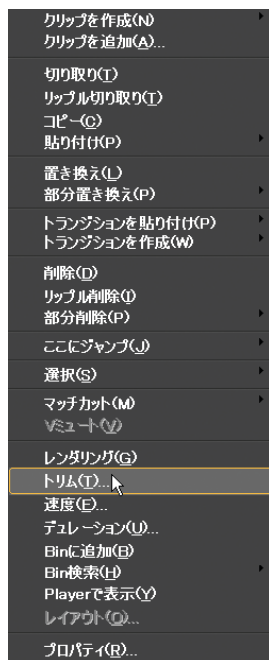 クリップを作成(N)
クリップを追加(A)...
切り取り(T)
リップル切り取り(T)
コピー(C)
貼り付け(P)
置き換え(L)
部分置き換え(P)
トランジションを貼り付け(P)
トランジションを作成(W)
削除(D)
リップル削除(I)
部分削除(P)
ここにジャンプ(J)
選択(S)
マッチカット(M)
Vミュート(V)
レンダリング(G)
トリム(T)...
速度(E)...
デュレーション(U)...
Binに追加(B)
Bin検索(H)
Playerで表示(Y)
レイアウト(O)...
プロパティ(R)...